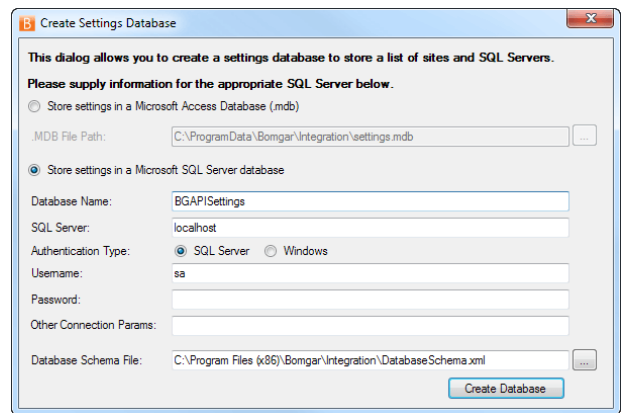 B Create Settings Database
This dialog allows you to create a settings database to store a list of sites and SQL Servers.
Please supply information for the appropriate SQL Server below.
Store settings in a Microsoft Access Database (.mdb)
.MDB File Path: C:\ProgramData\Bomgar\Integration\settings.mdb ...
Store settings in a Microsoft SQL Server database
Database Name: BGAPISettings
SQL Server: localhost
Authentication Type: SQL Server Windows
Username: sa
Password:
Other Connection Params:
Database Schema File: C:\Program Files (x86)\Bomgar\Integration\DatabaseSchema.xml ...
Create Database